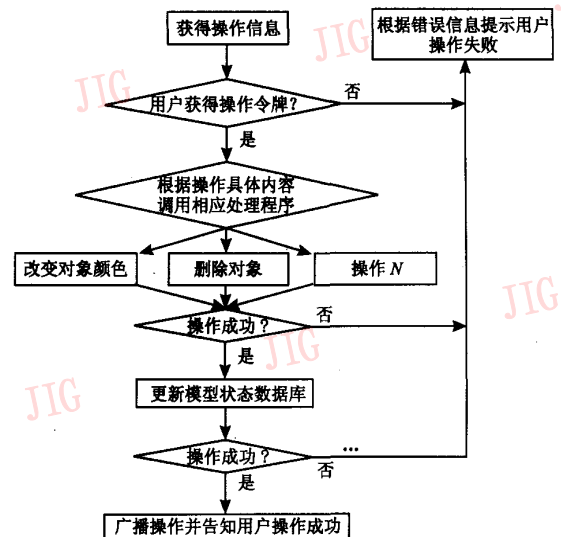 获得操作信息
根据错误信息提示用户
操作失败
JIG
JIG
用户获得操作令牌?
否
是
根据操作具体内容
调用相应处理程序
改变对象颜色
删除对象
操作 N
JIG
操作成功?
否
是
JIG
更新模型状态数据库
JIG
操作成功?
...
否
是
广播操作并告知用户操作成功